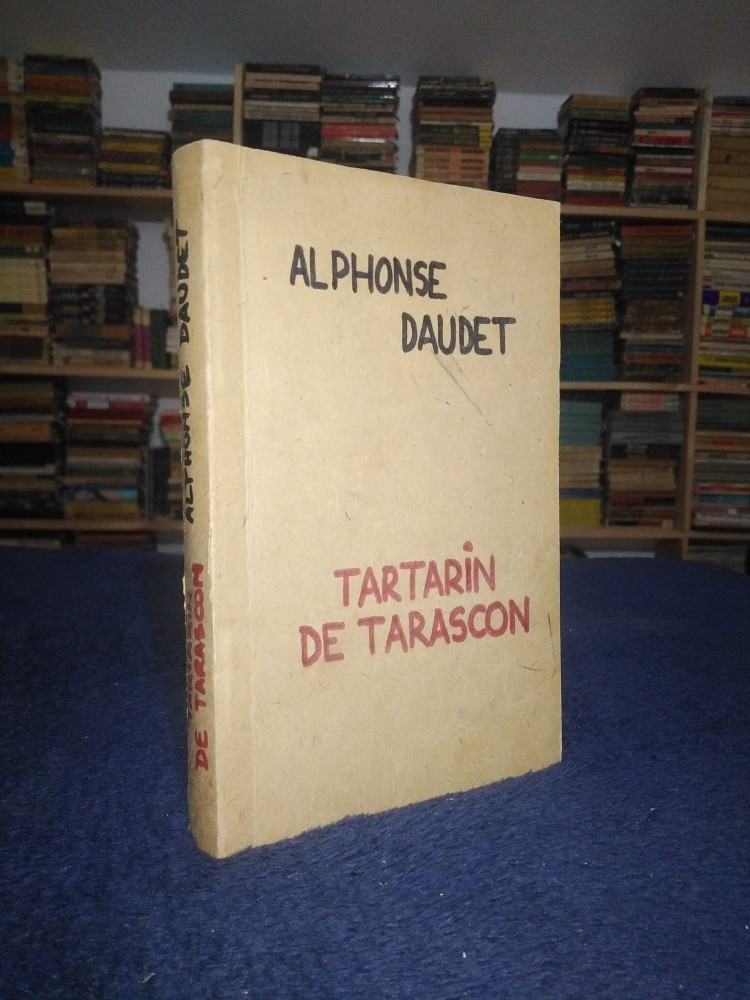 ALPHONSE
DAUDET
TARTARiN
DE TARASCON
ALPHONSE DAUDET
TARTARiN
DE TARASCON